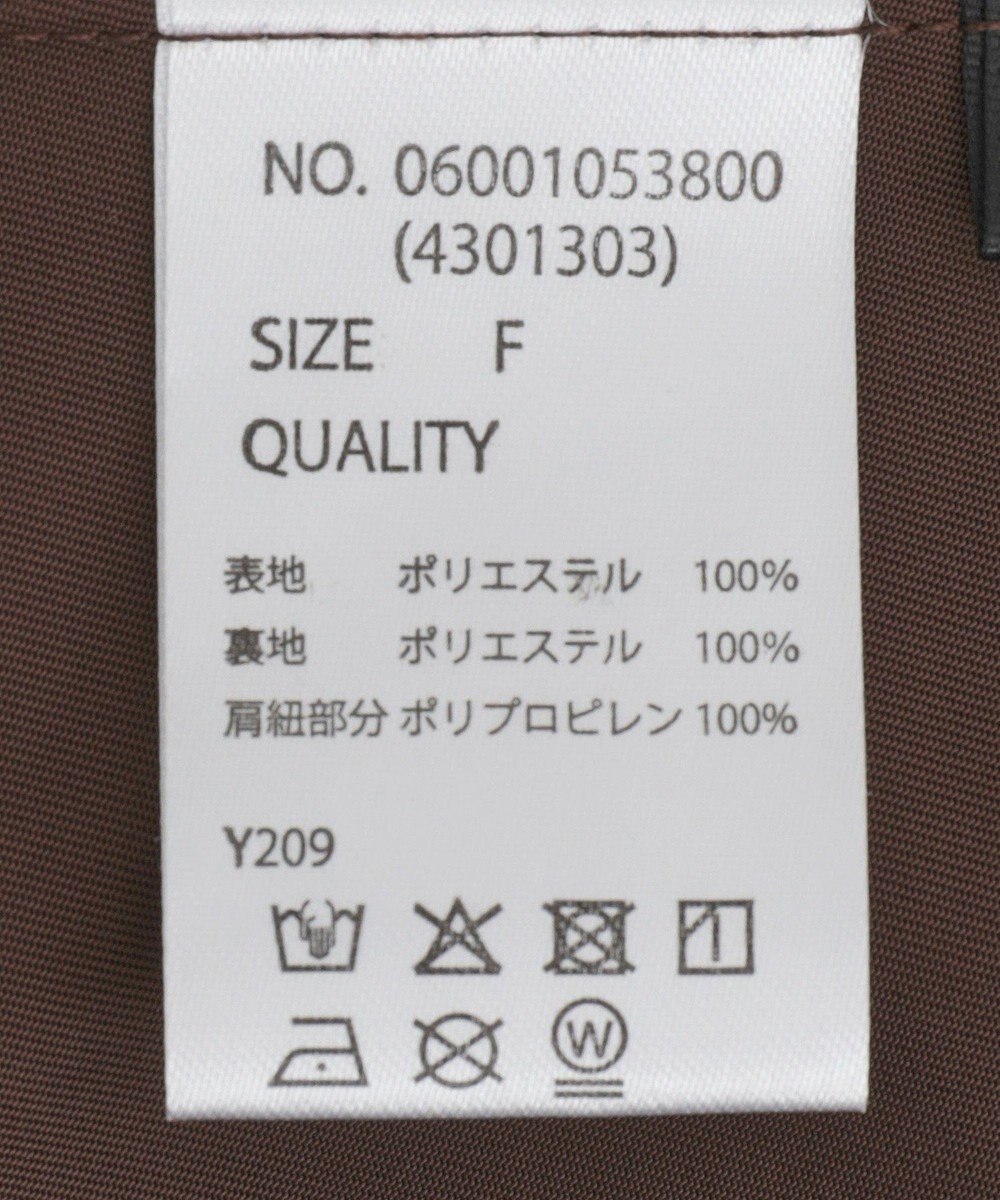 NO. 06001053800
(4301303)
SIZE F
QUALITY
表地 ポリエステル 100%
裏地 ポリエステル 100%
肩紐部分 ポリプロピレン 100%
Y209
W